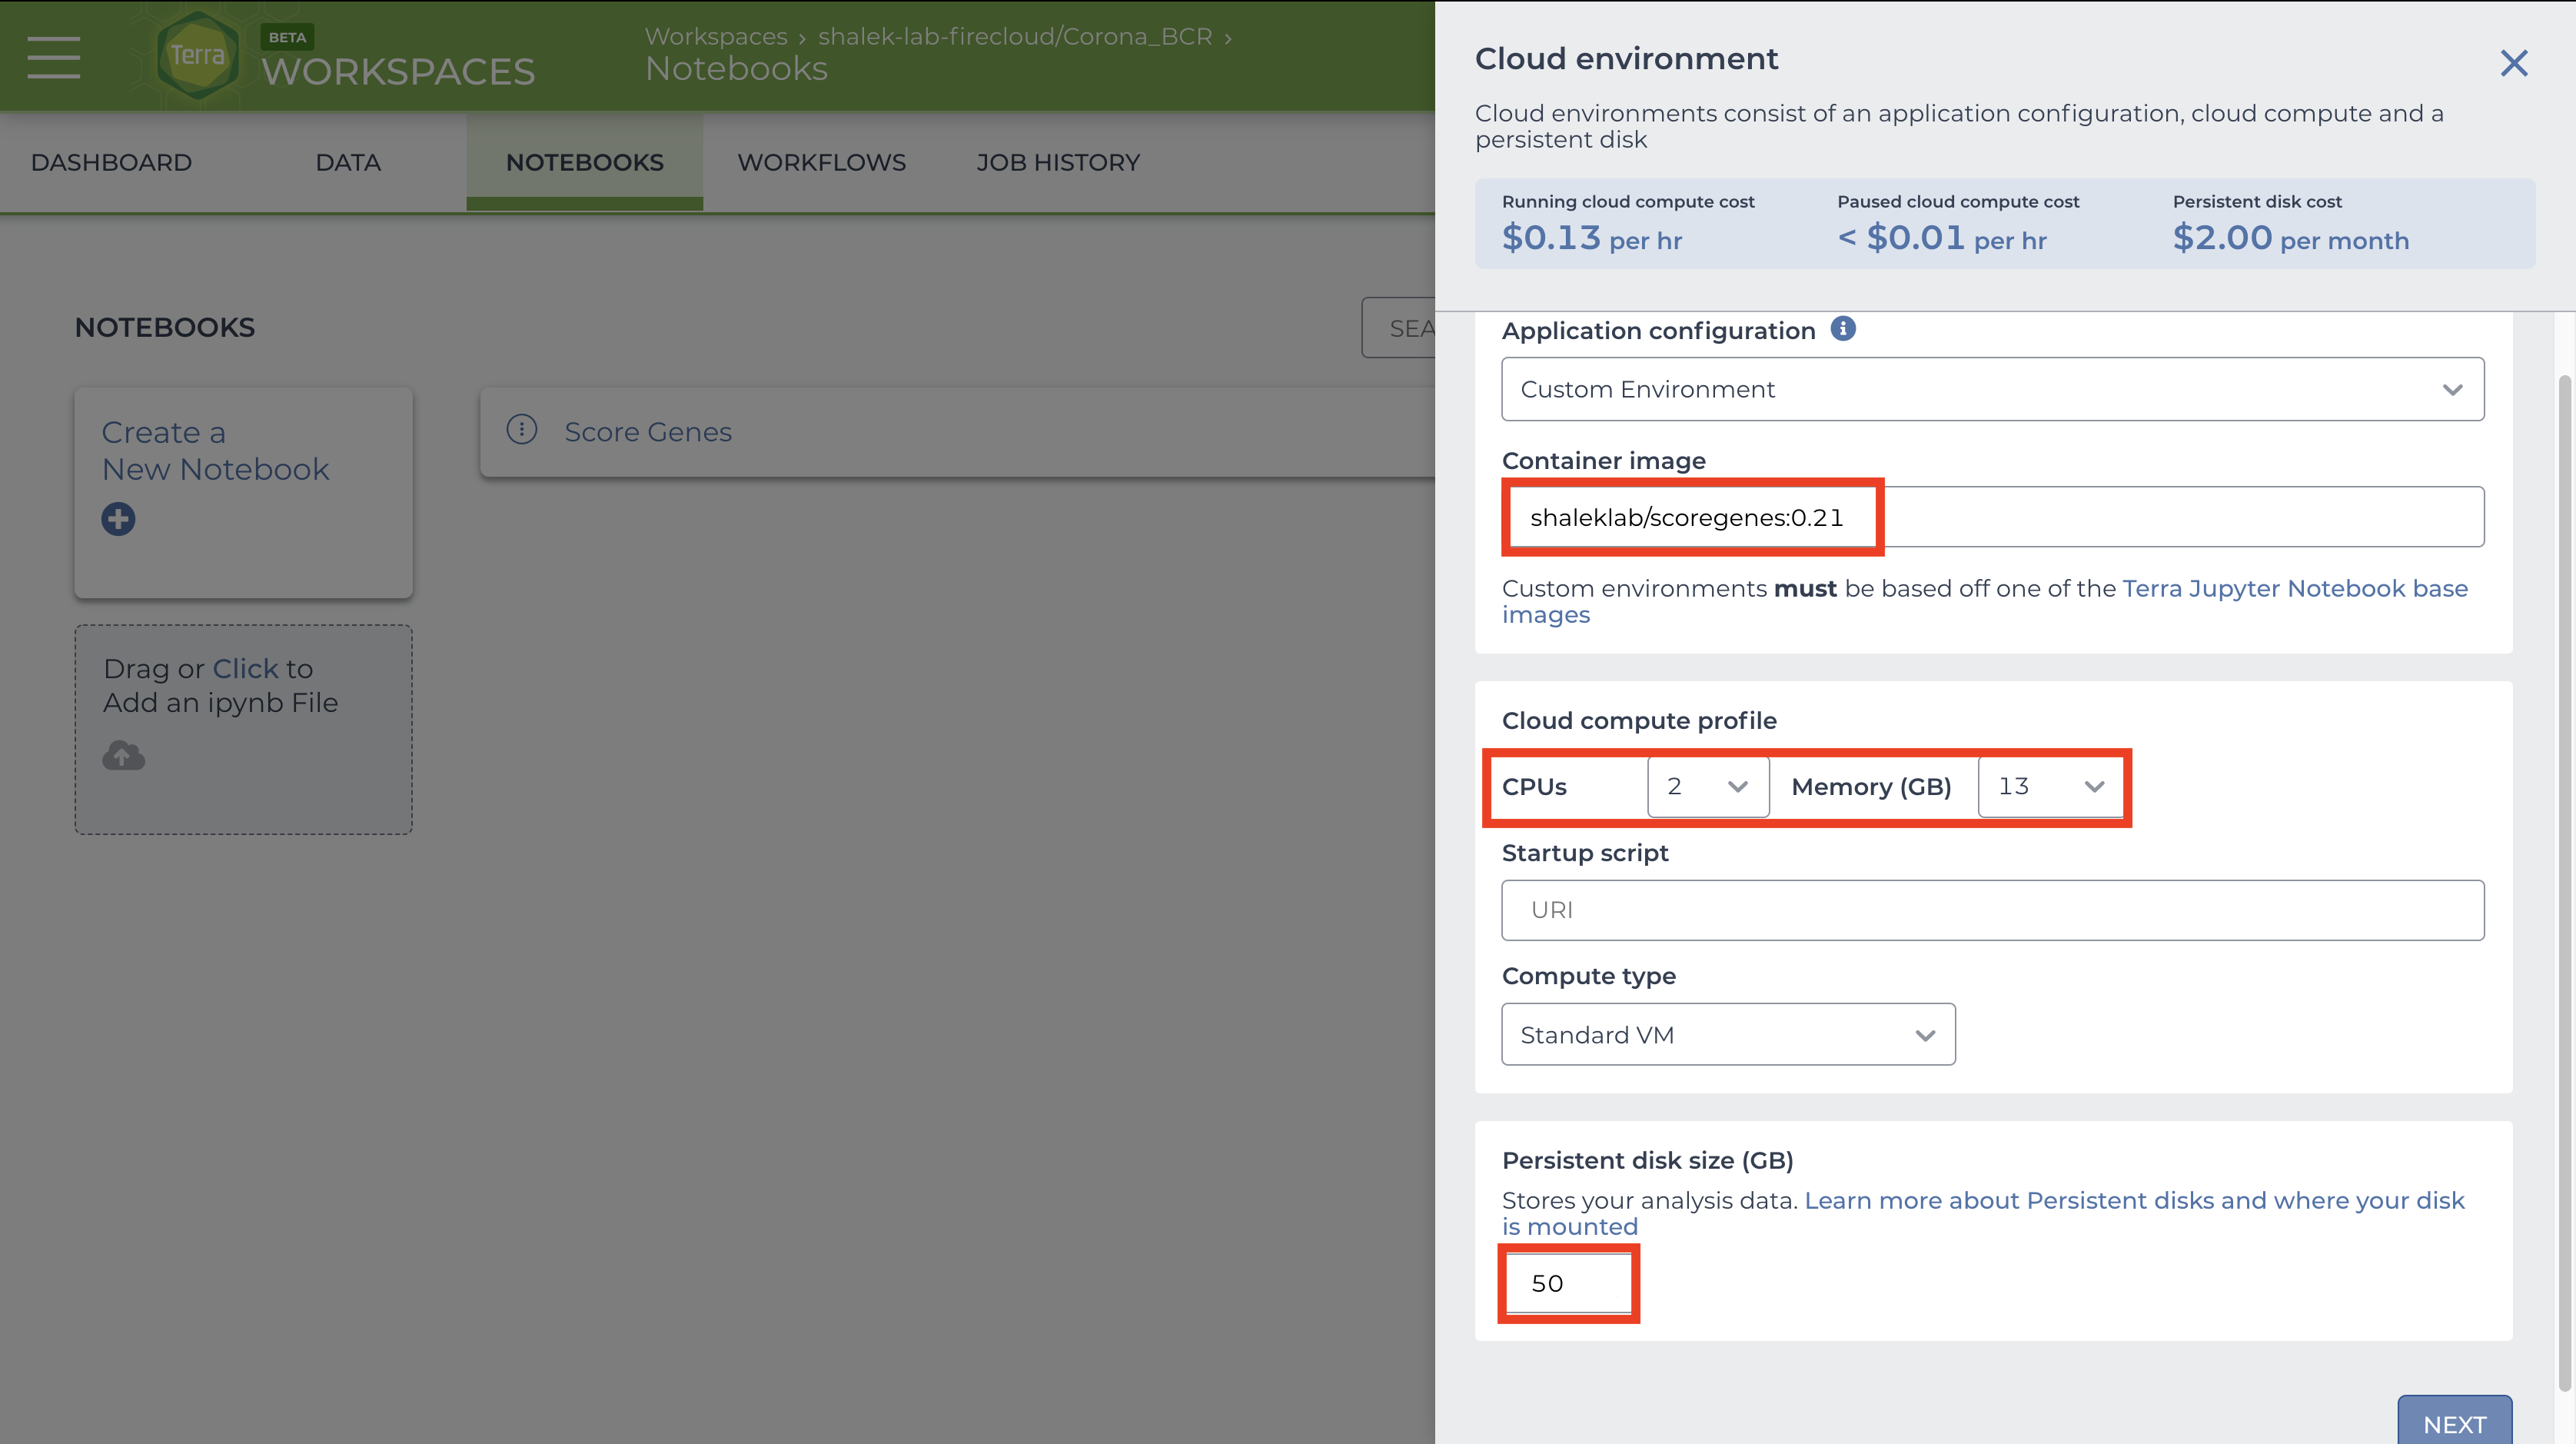 Terra
BETA
WORKSPACES
Workspaces › shalek-lab-firecloud/Corona_BCR ›
Notebooks
DASHBOARD
DATA
NOTEBOOKS
WORKFLOWS
JOB HISTORY
NOTEBOOKS
SEA
Create a
New Notebook
Score Genes
Drag or Click to
Add an ipynb File
Cloud environment
Cloud environments consist of an application configuration, cloud compute and a
persistent disk
Running cloud compute cost
$0.13 per hr
Paused cloud compute cost
< $0.01 per hr
Persistent disk cost
$2.00 per month
Application configuration
Custom Environment
Container image
shaleklab/scoregenes:0.21
Custom environments must be based off one of the Terra Jupyter Notebook base
images
Cloud compute profile
CPUs 2 Memory (GB) 13
Startup script
URI
Compute type
Standard VM
Persistent disk size (GB)
Stores your analysis data. Learn more about Persistent disks and where your disk
is mounted
50
NEXT